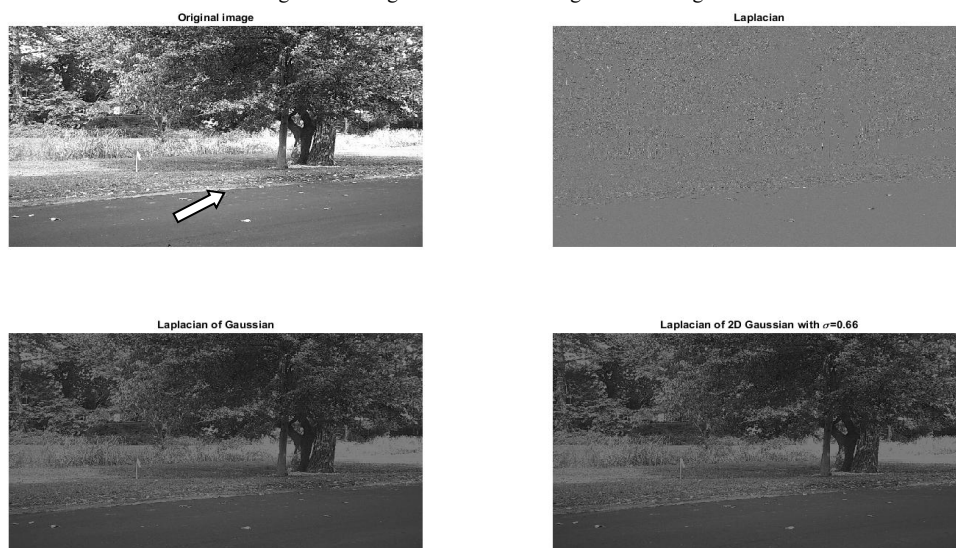 Original image
Laplacian
Laplacian of Gaussian
Laplacian of 2D Gaussian with σ=0.66